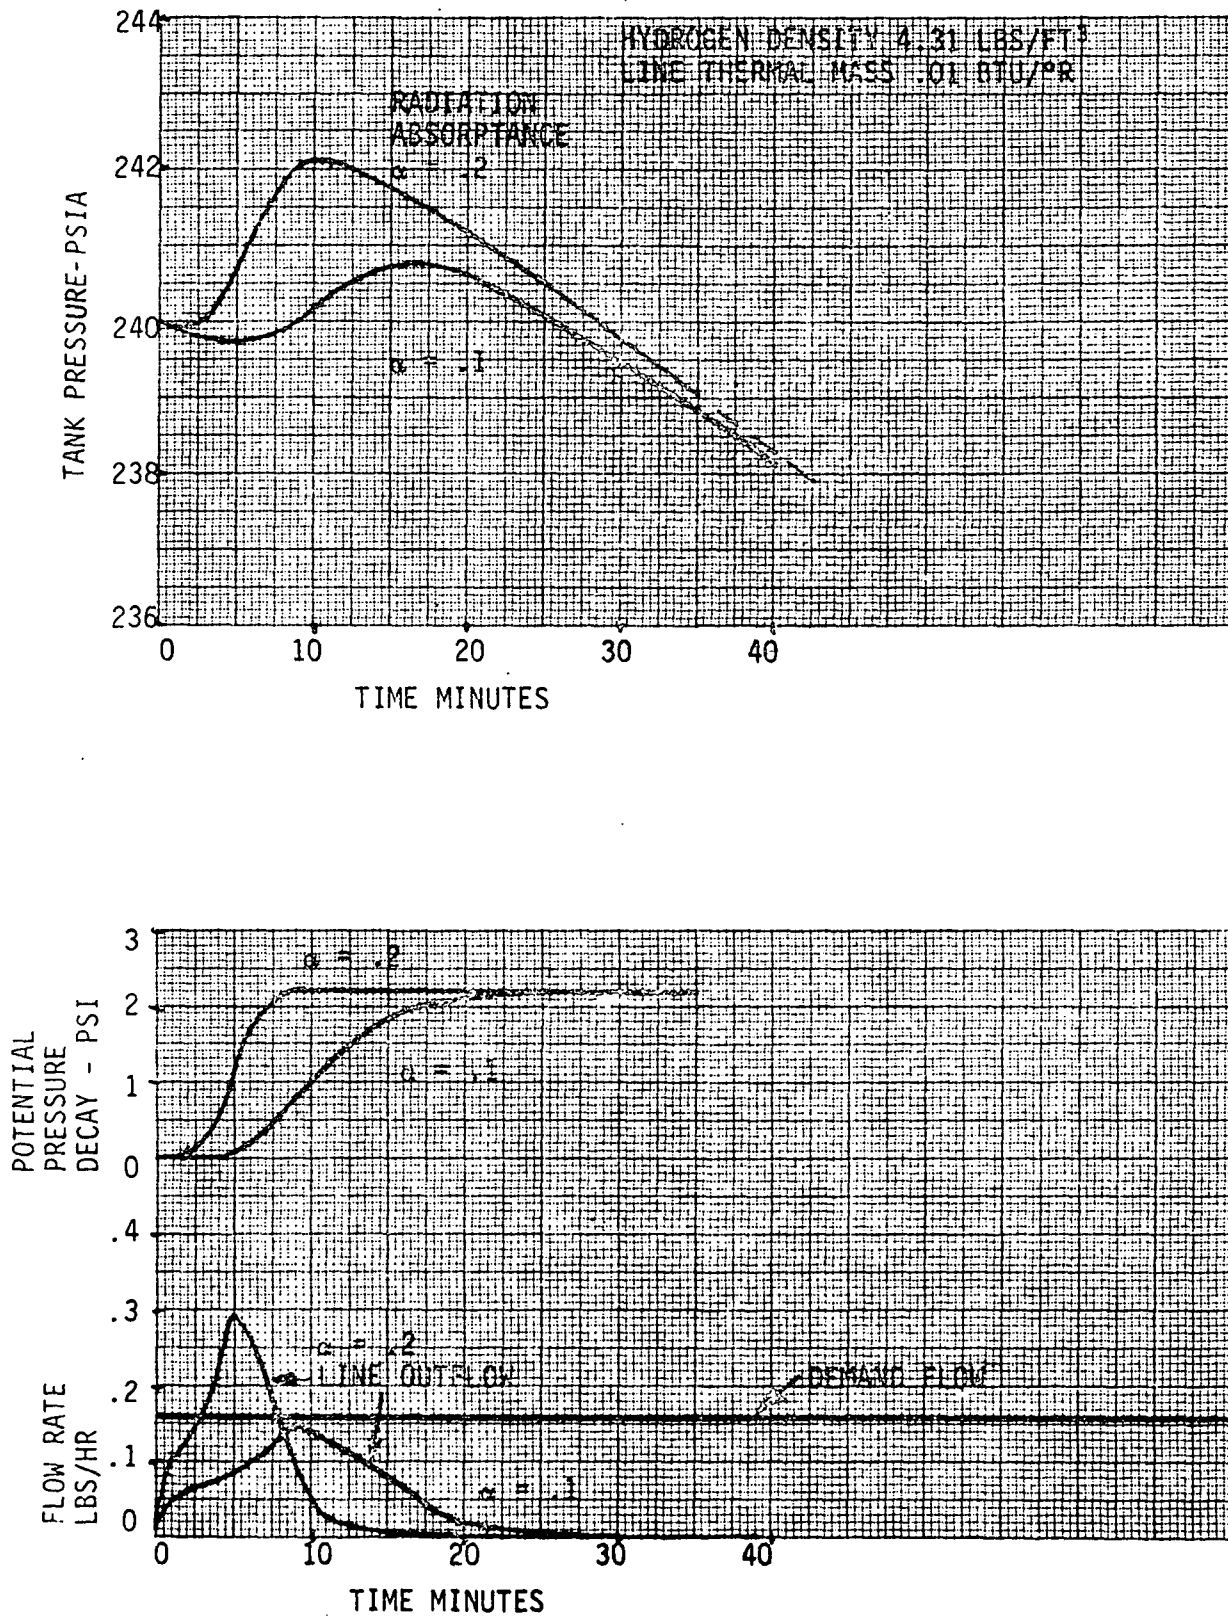 244
HYDROGEN DENSITY 4.31 LBS/FT³
LINE THERMAL MASS .01 BTU/°R
RADIATION
ABSORPTANCE
α = .2
242
240
α = .1
238
236
TANK PRESSURE-PSIA
0 10 20 30 40
TIME MINUTES
3
α = .2
2
α = .1
1
0
POTENTIAL
PRESSURE
DECAY - PSI
.4
.3
α = .2
LINE OUTFLOW
DEMAND FLOW
.2
.1
α = .1
0
FLOW RATE
LBS/HR
0 10 20 30 40
TIME MINUTES